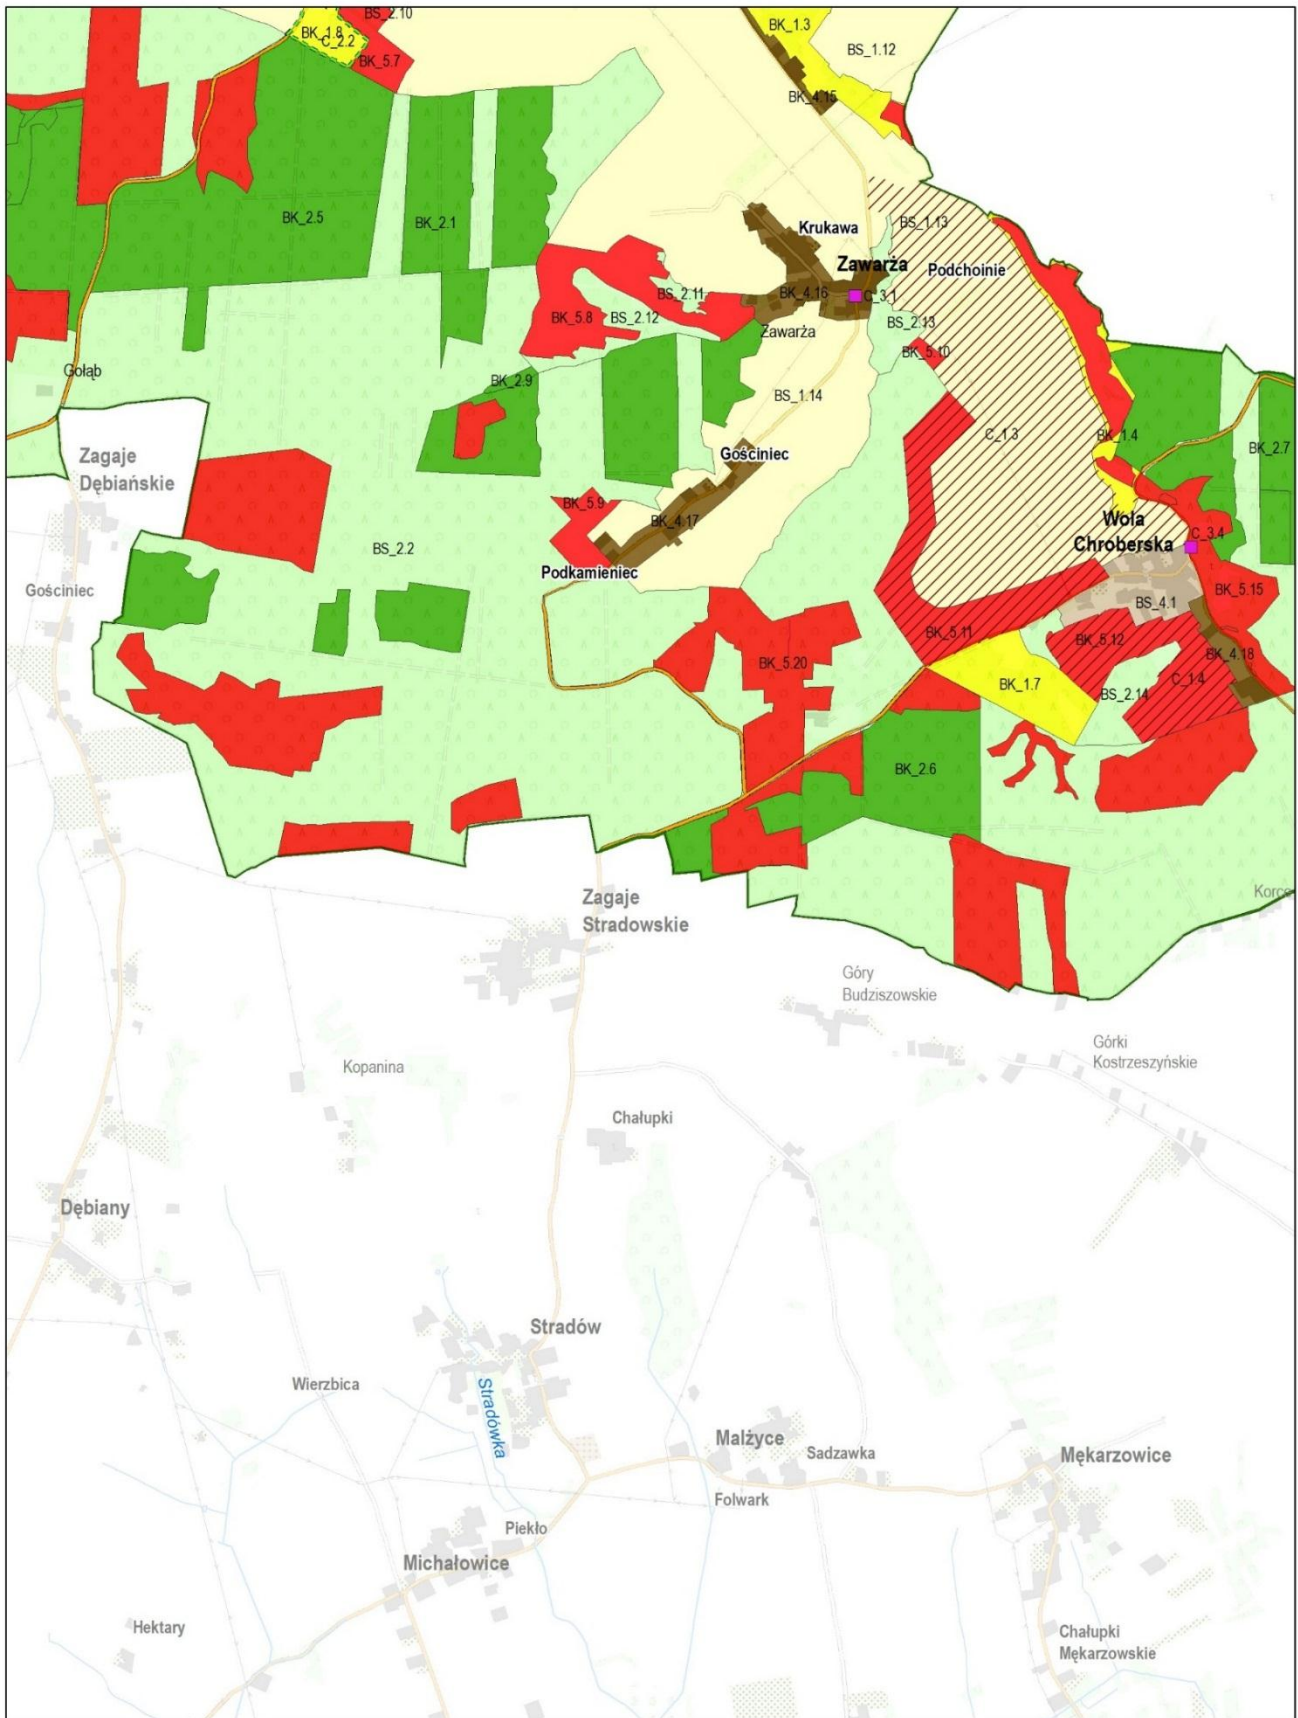 BS_2.10
BK_1.8
C_2.2
BK_5.7
BK_1.3
BS_1.12
BK_4.15
BK_2.5
BK_2.1
Krukawa
BS_1.13
Zawarża
Podchoinie
BS_2.11
BK_4.16
C_3.1
BK_5.8
BS_2.12
Zawarża
BS_2.13
BK_5.10
Gołąb
BK_2.9
BS_1.14
C_1.3
BK_1.4
BK_2.7
Zagaje
Dębiańskie
Gościniec
BK_5.9
BK_4.17
Wola
Chroberska
C_3.4
BS_2.2
Podkamieniec
Gościniec
BS_4.1
BK_5.15
BK_5.11
BK_5.12
BK_4.18
BK_5.20
BK_1.7
BS_2.14
C_1.4
BK_2.6
Zagaje
Stradowskie
Korce
Góry
Budziszowskie
Górki
Kostrzeszyńskie
Kopanina
Chałupki
Dębiany
Stradów
Wierzbica
Stradówka
Malżyce
Sadzawka
Mękarzowice
Folwark
Piekło
Michałowice
Hektary
Chałupki
Mękarzowskie